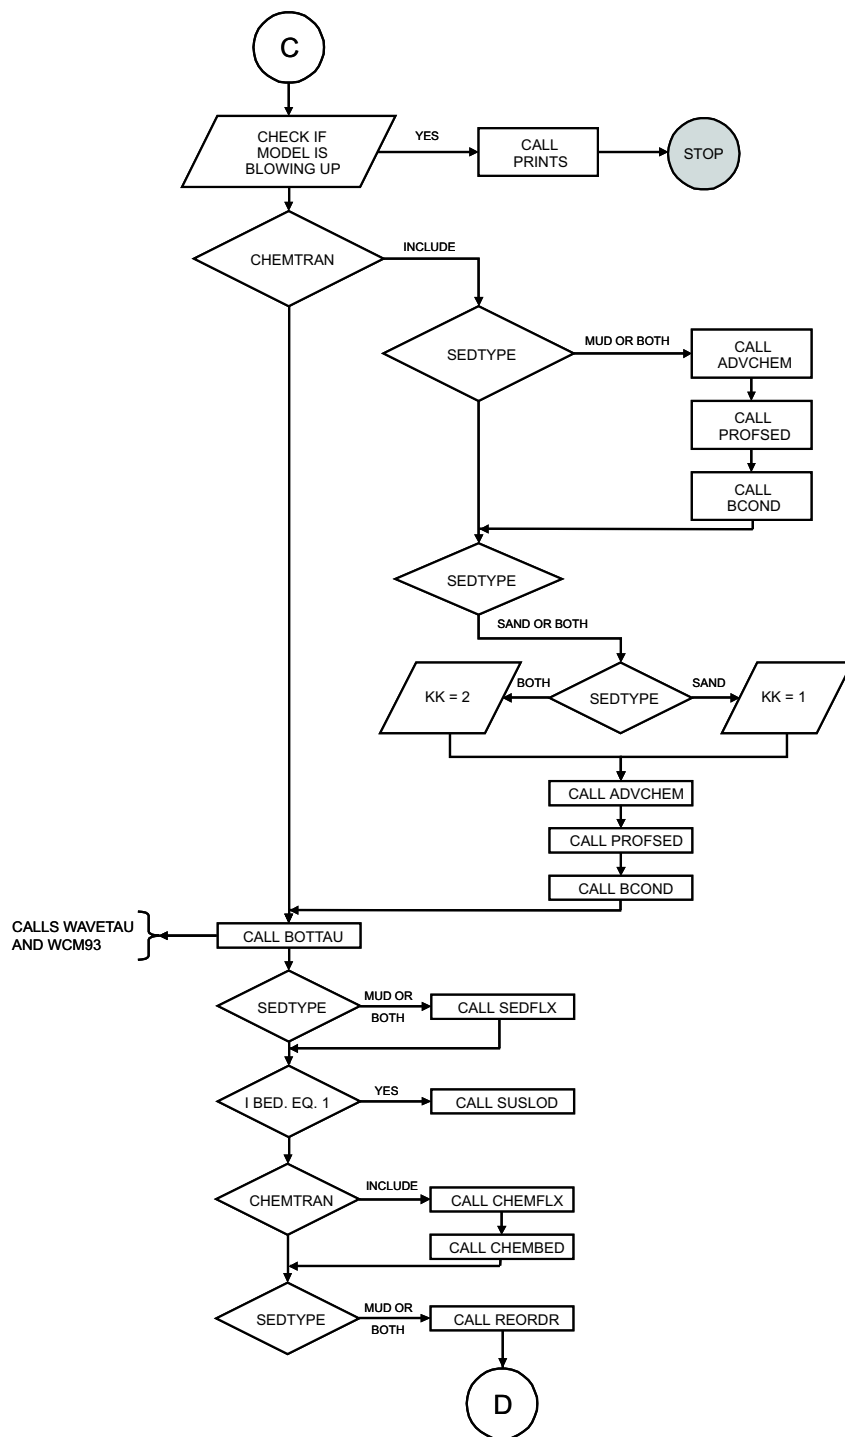 C
CHECK IF
MODEL IS
BLOWING UP
YES
CALL
PRINTS
STOP
CHEMTRAN
INCLUDE
SEDTYPE
MUD OR BOTH
CALL
ADVCHEM
CALL
PROFSED
CALL
BCOND
SEDTYPE
SAND OR BOTH
KK = 2
BOTH
SEDTYPE
SAND
KK = 1
CALL ADVCHEM
CALL PROFSED
CALL BCOND
CALLS WAVETAU
AND WCM93
CALL BOTTAU
SEDTYPE
MUD OR
BOTH
CALL SEDFLX
I BED. EQ. 1
YES
CALL SUSLOD
CHEMTRAN
INCLUDE
CALL CHEMFLX
CALL CHEMBED
SEDTYPE
MUD OR
BOTH
CALL REORDR
D